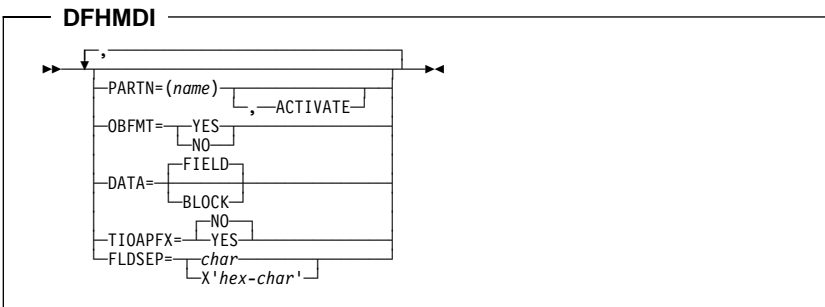 DFHMDI
,
PARTN=(name)
,—ACTIVATE
OBFMT=
YES
NO
FIELD
DATA=
BLOCK
NO
TIOAPFX=
YES
FLDSEP=
char
X'hex-char'